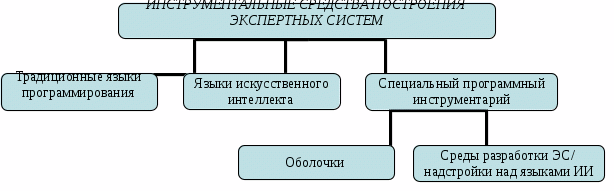 ИНСТРУМЕНТАЛЬНЫЕ СРЕДСТВА ПОСТРОЕНИЯ
ЭКСПЕРТНЫХ СИСТЕМ
Традиционные языки
программирования
Языки искусственного
интеллекта
Специальный программный
инструментарий
Оболочки
Среды разработки ЭС/
надстройки над языками ИИ